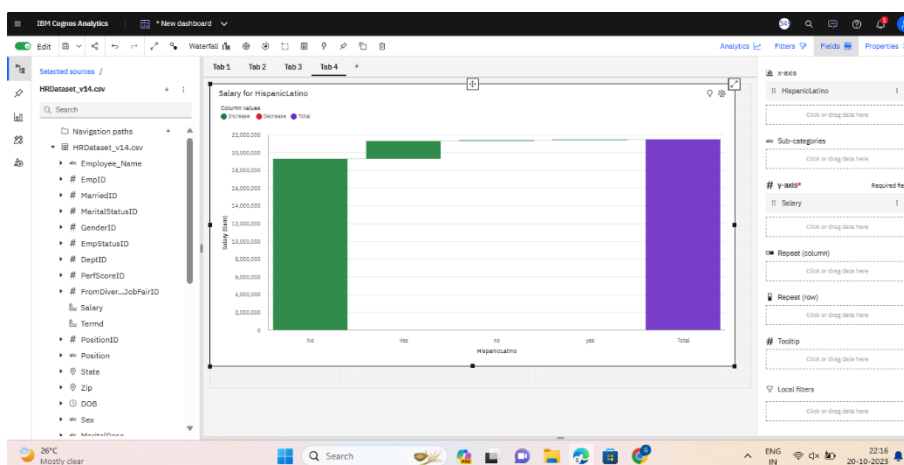 IBM Cognos Analytics
* New dashboard
Edit
Waterfall
Analytics
Filters
Fields
Properties
Selected sources /
HRDataset_v14.csv
Search
Navigation paths
HRDataset_v14.csv
abc Employee_Name
# EmpID
# MarriedID
# MaritalStatusID
# GenderID
# EmpStatusID
# DeptID
# PerfScoreID
# FromDiver...JobFairID
Salary
Termd
# PositionID
abc Position
State
Zip
DOB
abc Sex
Tab 1 Tab 2 Tab 3 Tab 4 +
Salary for HispanicLatino
Column values
Increase Decrease Total
22,000,000
20,000,000
18,000,000
16,000,000
14,000,000
12,000,000
10,000,000
8,000,000
6,000,000
4,000,000
2,000,000
0
Salary (Sum)
No Yes no yes Total
HispanicLatino
x-axis
HispanicLatino
Click or drag data here
abc Sub-categories
Click or drag data here
# y-axis* Required fie
Salary
Click or drag data here
Repeat (column)
Click or drag data here
Repeat (row)
Click or drag data here
# Tooltip
Click or drag data here
Local filters
Click or drag data here
26°C
Mostly clear
Search
ENG
IN
22:16
20-10-2023